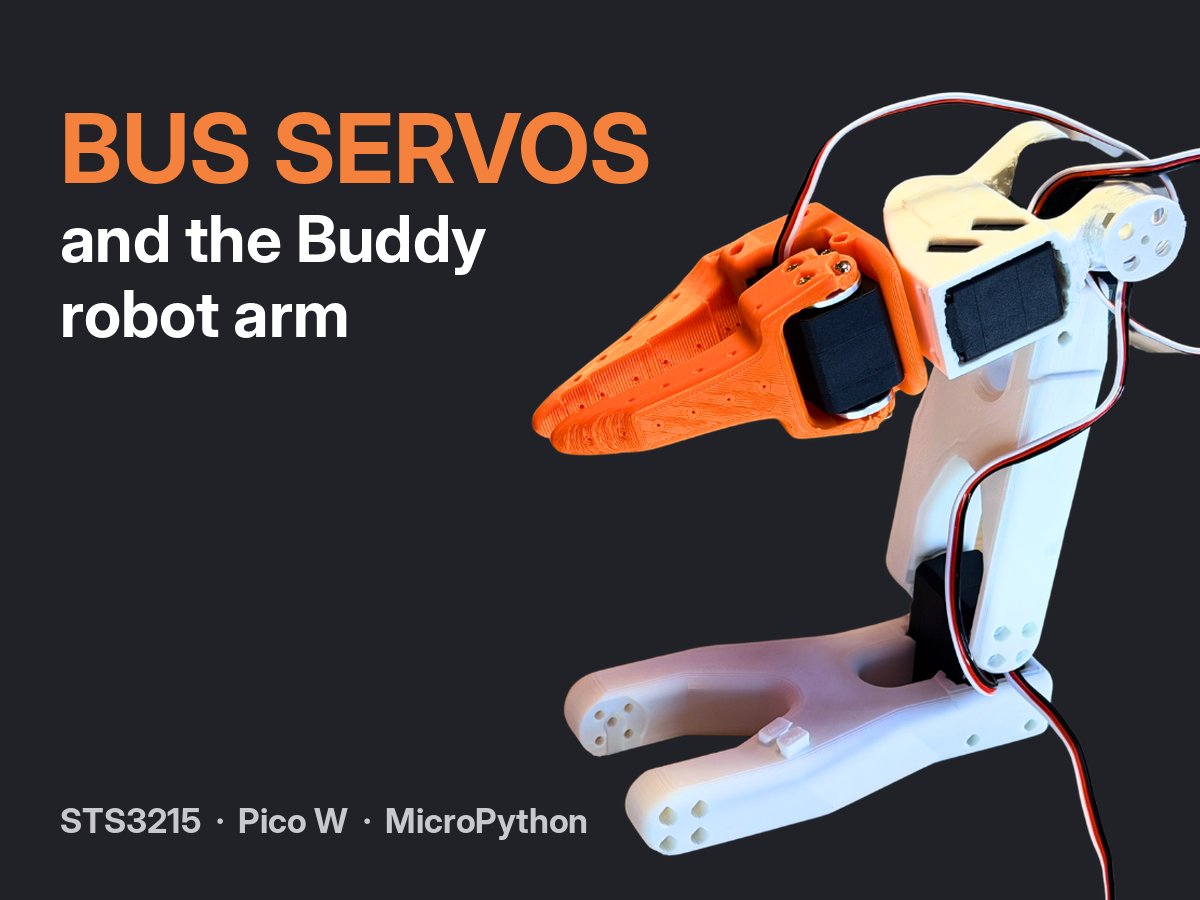 BUS SERVOS
and the Buddy
robot arm
STS3215 · Pico W · MicroPython